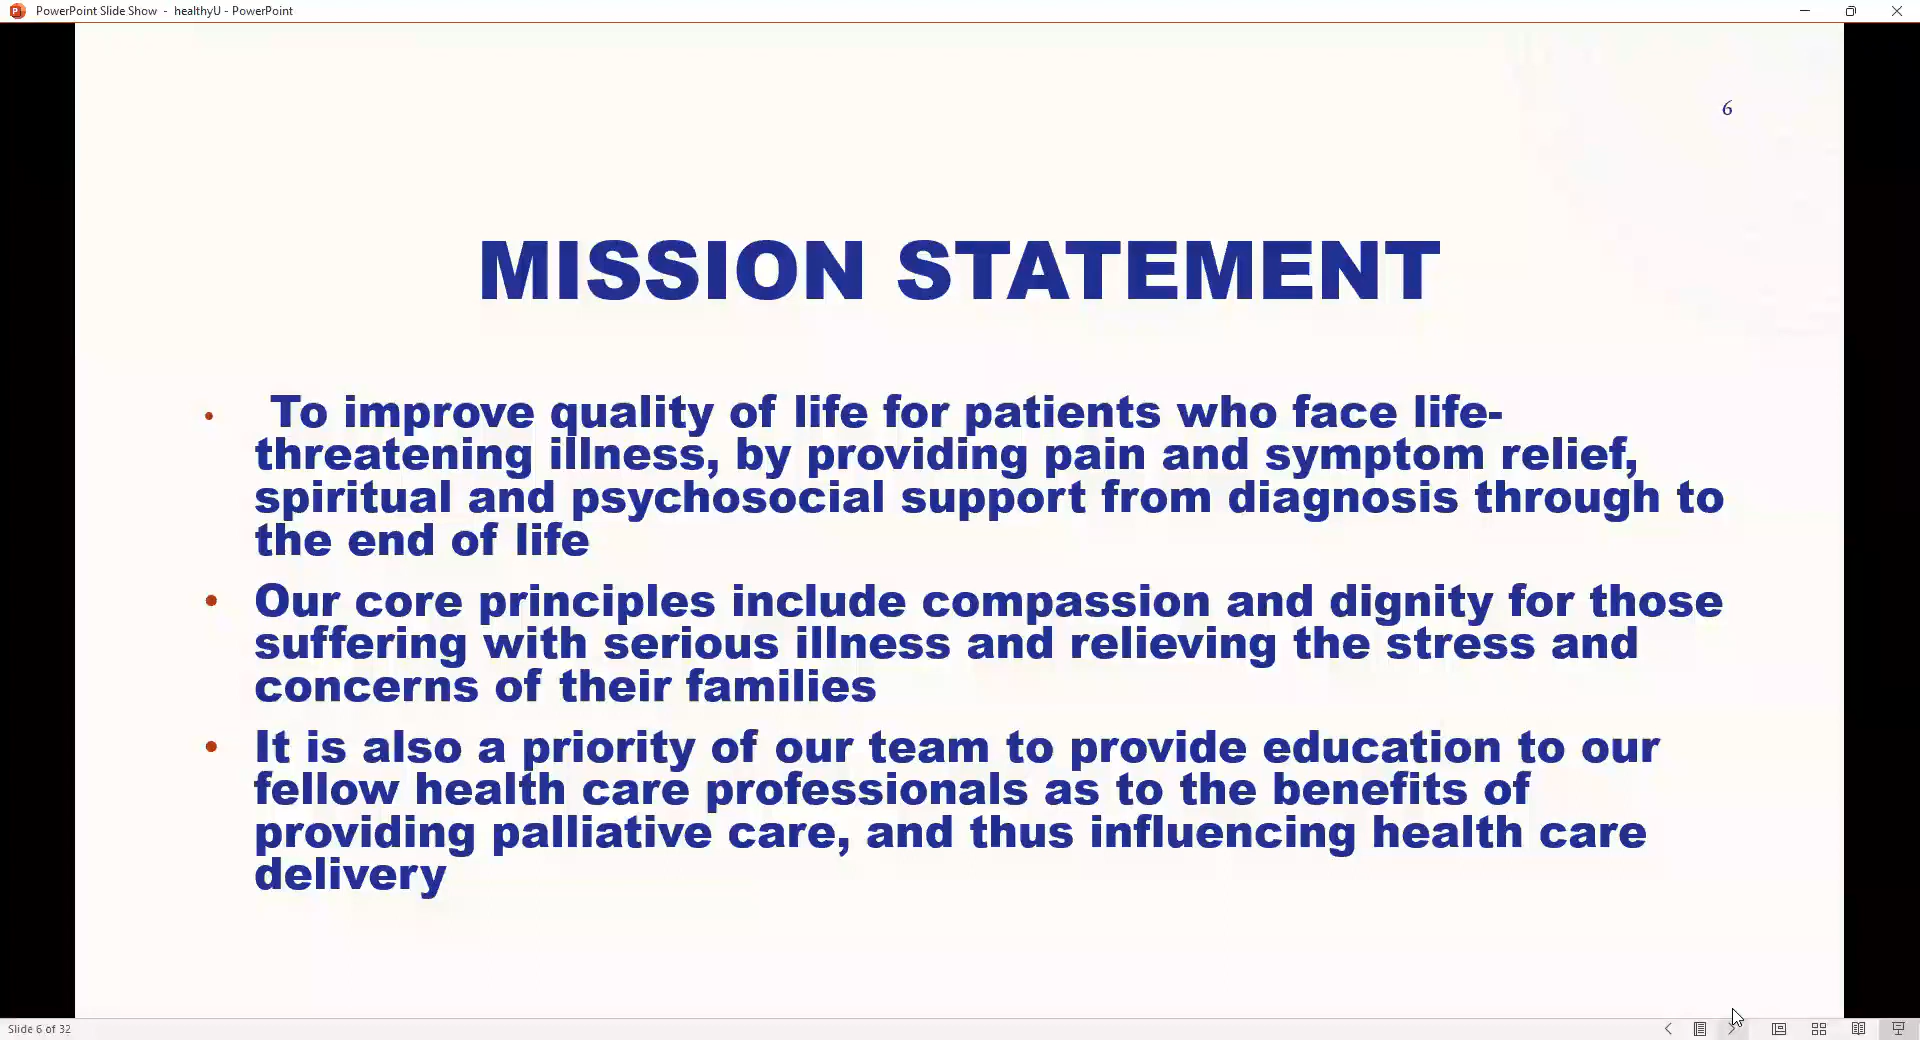 PowerPoint Slide Show - healthyU - PowerPoint
6
MISSION STATEMENT
• To improve quality of life for patients who face life-
threatening illness, by providing pain and symptom relief,
spiritual and psychosocial support from diagnosis through to
the end of life
• Our core principles include compassion and dignity for those
suffering with serious illness and relieving the stress and
concerns of their families
• It is also a priority of our team to provide education to our
fellow health care professionals as to the benefits of
providing palliative care, and thus influencing health care
delivery
Slide 6 of 32